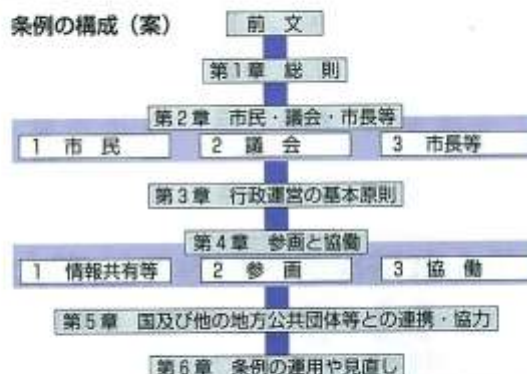 条例の構成（案）
前 文
第1章 総 則
第2章 市民・議会・市長等
1 市 民
2 議 会
3 市長等
第3章 行政運営の基本原則
第4章 参画と協働
1 情報共有等
2 参 画
3 協 働
第5章 国及び他の地方公共団体等との連携・協力
第6章 条例の運用や見直し